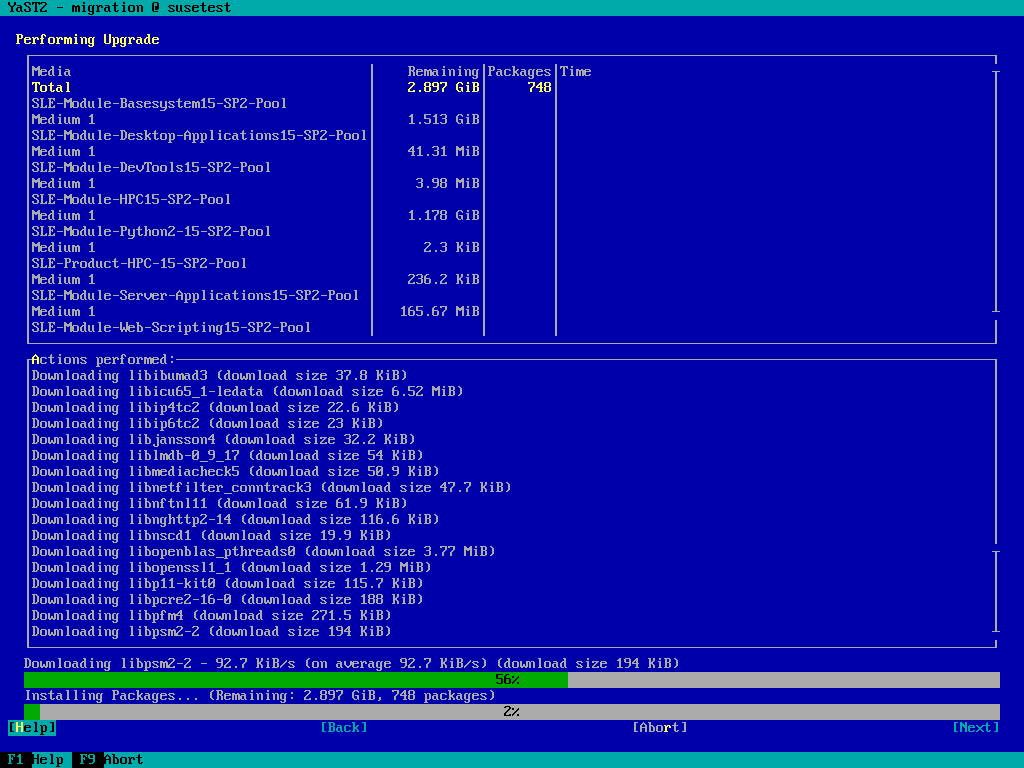 YaST2 - migration @ susetest
Performing Upgrade
Media Remaining Packages Time
Total 2.897 GiB 748
SLE-Module-Basesystem15-SP2-Pool
Medium 1 1.513 GiB
SLE-Module-Desktop-Applications15-SP2-Pool
Medium 1 41.31 MiB
SLE-Module-DevTools15-SP2-Pool
Medium 1 3.98 MiB
SLE-Module-HPC15-SP2-Pool
Medium 1 1.178 GiB
SLE-Module-Python2-15-SP2-Pool
Medium 1 2.3 KiB
SLE-Product-HPC-15-SP2-Pool
Medium 1 236.2 KiB
SLE-Module-Server-Applications15-SP2-Pool
Medium 1 165.67 MiB
SLE-Module-Web-Scripting15-SP2-Pool
Actions performed:
Downloading libibumad3 (download size 37.8 KiB)
Downloading libicu65_1-ledata (download size 6.52 MiB)
Downloading libip4tc2 (download size 22.6 KiB)
Downloading libip6tc2 (download size 23 KiB)
Downloading libjansson4 (download size 32.2 KiB)
Downloading liblmdb-0_9_17 (download size 54 KiB)
Downloading libmediacheck5 (download size 50.9 KiB)
Downloading libnetfilter_conntrack3 (download size 47.7 KiB)
Downloading libnftnl11 (download size 61.9 KiB)
Downloading libnghttp2-14 (download size 116.6 KiB)
Downloading libnscd1 (download size 19.9 KiB)
Downloading libopenblas_pthreads0 (download size 3.77 MiB)
Downloading libopenssl1_1 (download size 1.29 MiB)
Downloading libp11-kit0 (download size 115.7 KiB)
Downloading libpcre2-16-0 (download size 188 KiB)
Downloading libpfm4 (download size 271.5 KiB)
Downloading libpsm2-2 (download size 194 KiB)
Downloading libpsm2-2 - 92.7 KiB/s (on average 92.7 KiB/s) (download size 194 KiB)
56%
Installing Packages... (Remaining: 2.897 GiB, 748 packages)
2%
[Help] [Back] [Abort] [Next]
F1 Help F9 Abort